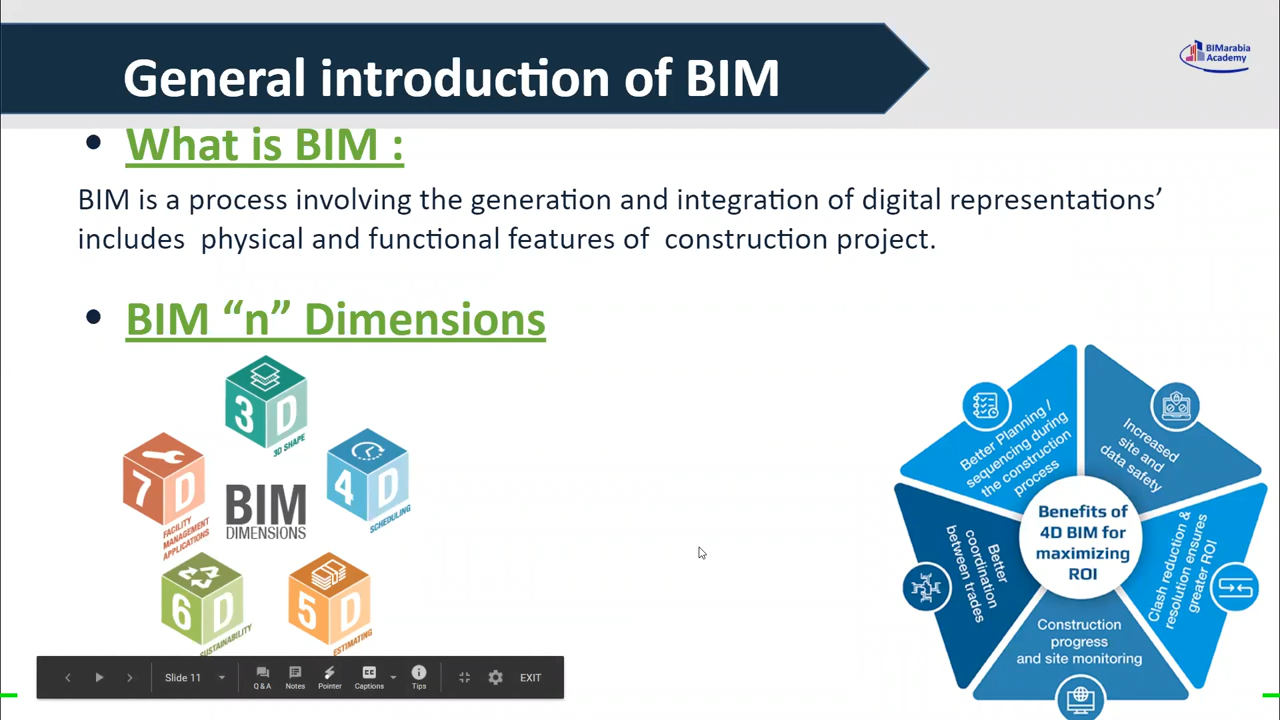 General introduction of BIM
BIMarabia
Academy
• What is BIM :
BIM is a process involving the generation and integration of digital representations’
includes physical and functional features of construction project.
• BIM “n” Dimensions
3D
3D SHAPE
7D
FACILITY
MANAGEMENT
APPLICATIONS
BIM
DIMENSIONS
4D
SCHEDULING
6D
SUSTAINABILITY
5D
ESTIMATING
Better Planning /
sequencing during
the construction
process
Increased
site and
data safety
Benefits of
4D BIM for
maximizing
ROI
Better
coordination
between trades
Clash reduction &
resolution ensures
greater ROI
Construction
progress
and site monitoring
Slide 11
Q & A
Notes
Pointer
CC
Captions
Tips
EXIT